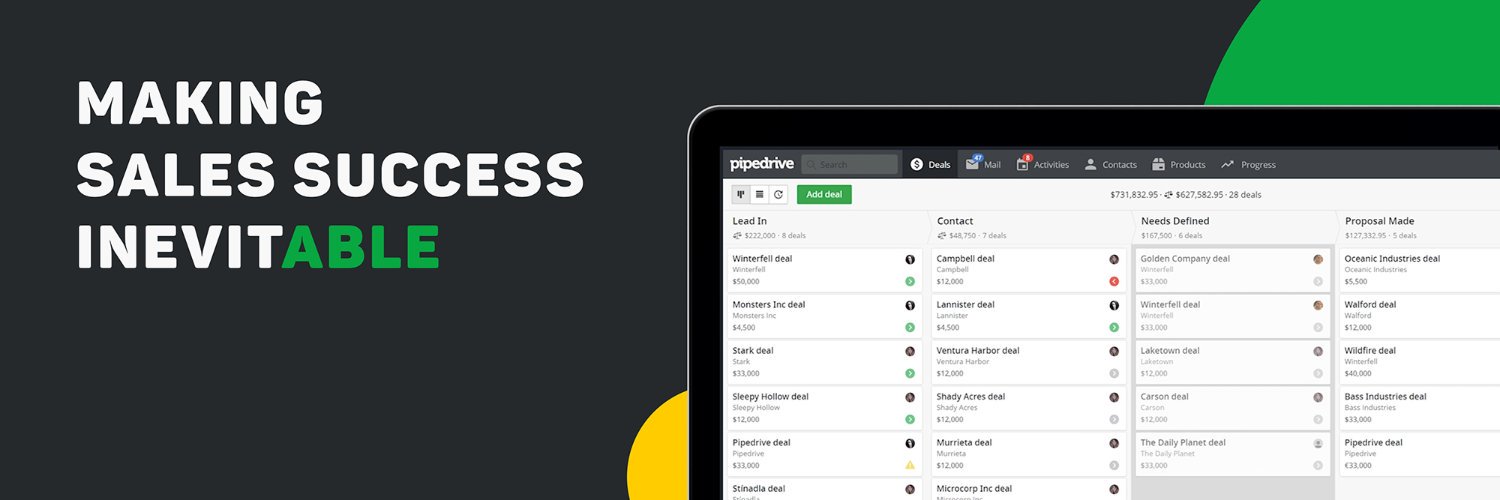 MAKING
SALES SUCCESS
INEVITABLE
pipedrive
Search
Deals
47
Mail
8
Activities
Contacts
Products
Progress
Add deal
$731,832.95 · $627,582.95 · 28 deals
Lead In
$222,000 · 8 deals
Winterfell deal
Winterfell
$50,000
Monsters Inc deal
Monsters Inc
$4,500
Stark deal
Stark
$33,000
Sleepy Hollow deal
Sleepy Hollow
$12,000
Pipedrive deal
Pipedrive
$33,000
Stínadla deal
Stínadla
Contact
$48,750 · 7 deals
Campbell deal
Campbell
$12,000
Lannister deal
Lannister
$4,500
Ventura Harbor deal
Ventura Harbor
$12,000
Shady Acres deal
Shady Acres
$12,000
Murrieta deal
Murrieta
$12,000
Microcorp Inc deal
Microcorp Inc
Needs Defined
$167,500 · 6 deals
Golden Company deal
Winterfell
$33,000
Winterfell deal
Winterfell
$33,000
Laketown deal
Laketown
$12,000
Carson deal
Carson
$12,000
The Daily Planet deal
The Daily Planet
$33,000
Proposal Made
$127,332.95 · 5 deals
Oceanic Industries deal
Oceanic Industries
$5,500
Walford deal
Walford
$12,000
Wildfire deal
Winterfell
$40,000
Bass Industries deal
Bass Industries
$33,000
Pipedrive deal
Pipedrive
€33,000